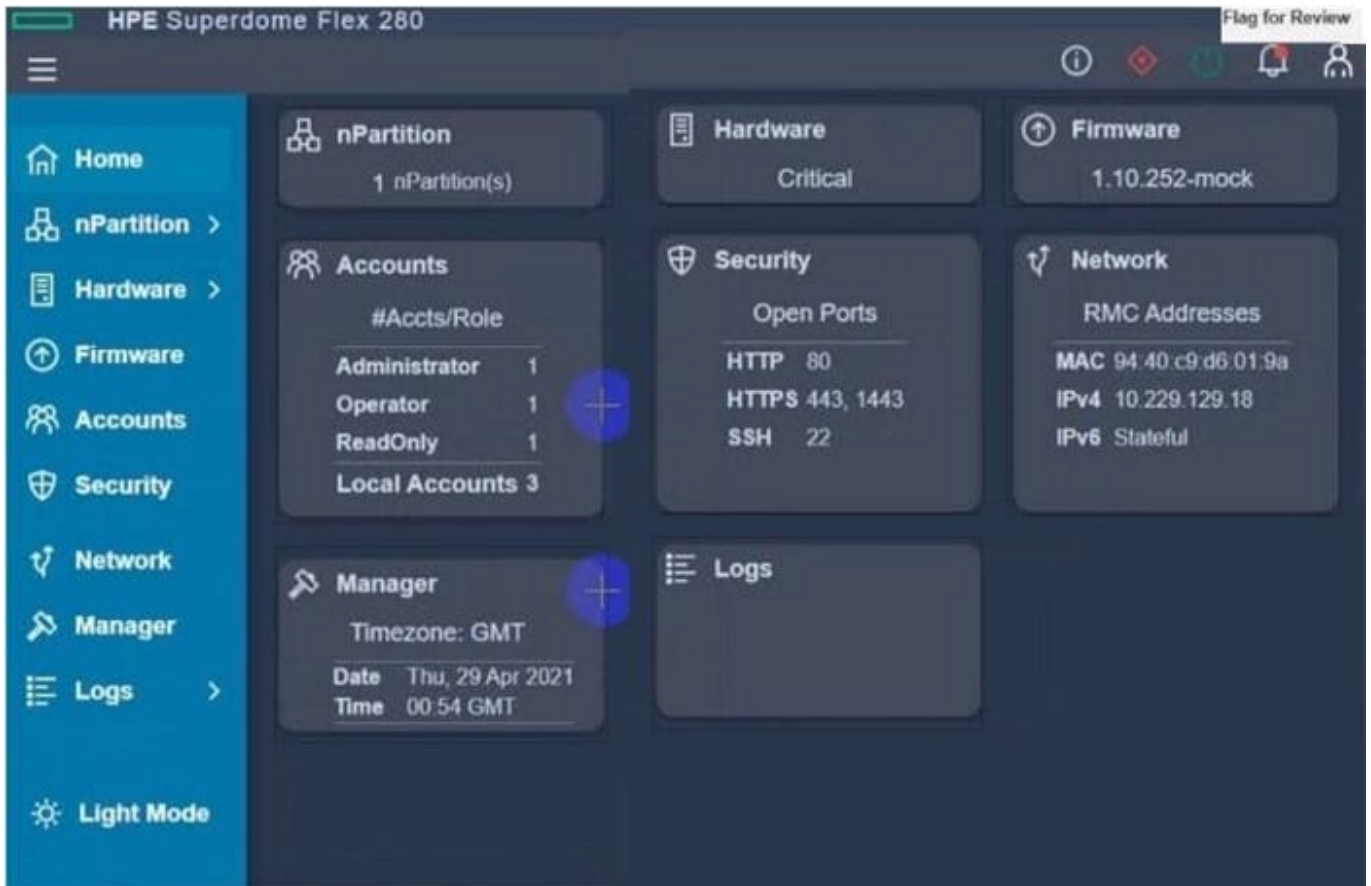 HPE Superdome Flex 280
Flag for Review
Home
nPartition
Hardware
Firmware
Accounts
Security
Network
Manager
Logs
Light Mode
nPartition
1 nPartition(s)
Hardware
Critical
Firmware
1.10.252-mock
Accounts
#Accts/Role
Administrator 1
Operator 1
ReadOnly 1
Local Accounts 3
Security
Open Ports
HTTP 80
HTTPS 443, 1443
SSH 22
Network
RMC Addresses
MAC 94:40:c9:d6:01:9a
IPv4 10.229.129.18
IPv6 Stateful
Manager
Timezone: GMT
Date Thu, 29 Apr 2021
Time 00:54 GMT
Logs